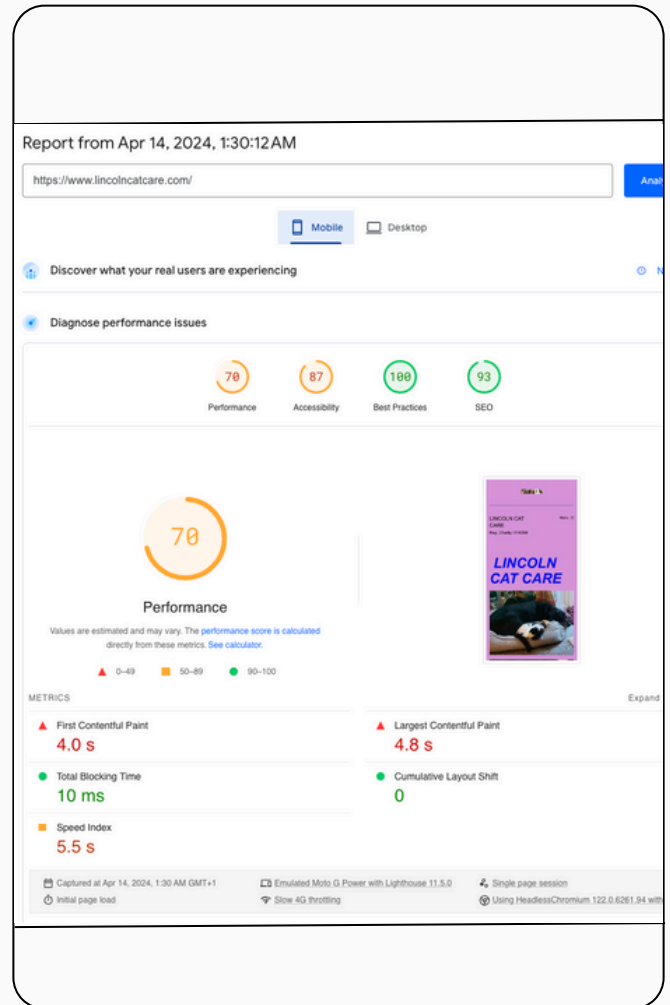 Report from Apr 14, 2024, 1:30:12 AM
https://www.lincolncatcare.com/
Anal
Mobile
Desktop
Discover what your real users are experiencing
N
Diagnose performance issues
70
87
100
93
Performance
Accessibility
Best Practices
SEO
70
LINCOLN CAT
CARE
LINCOLN
CAT CARE
Performance
Values are estimated and may vary. The performance score is calculated
directly from these metrics. See calculator.
0–49
50–89
90–100
METRICS
Expand
First Contentful Paint
4.0 s
Largest Contentful Paint
4.8 s
Total Blocking Time
10 ms
Cumulative Layout Shift
0
Speed Index
5.5 s
Captured at Apr 14, 2024, 1:30 AM GMT+1
Emulated Moto G Power with Lighthouse 11.5.0
Single page session
Initial page load
Slow 4G throttling
Using HeadlessChromium 122.0.6261.94 with